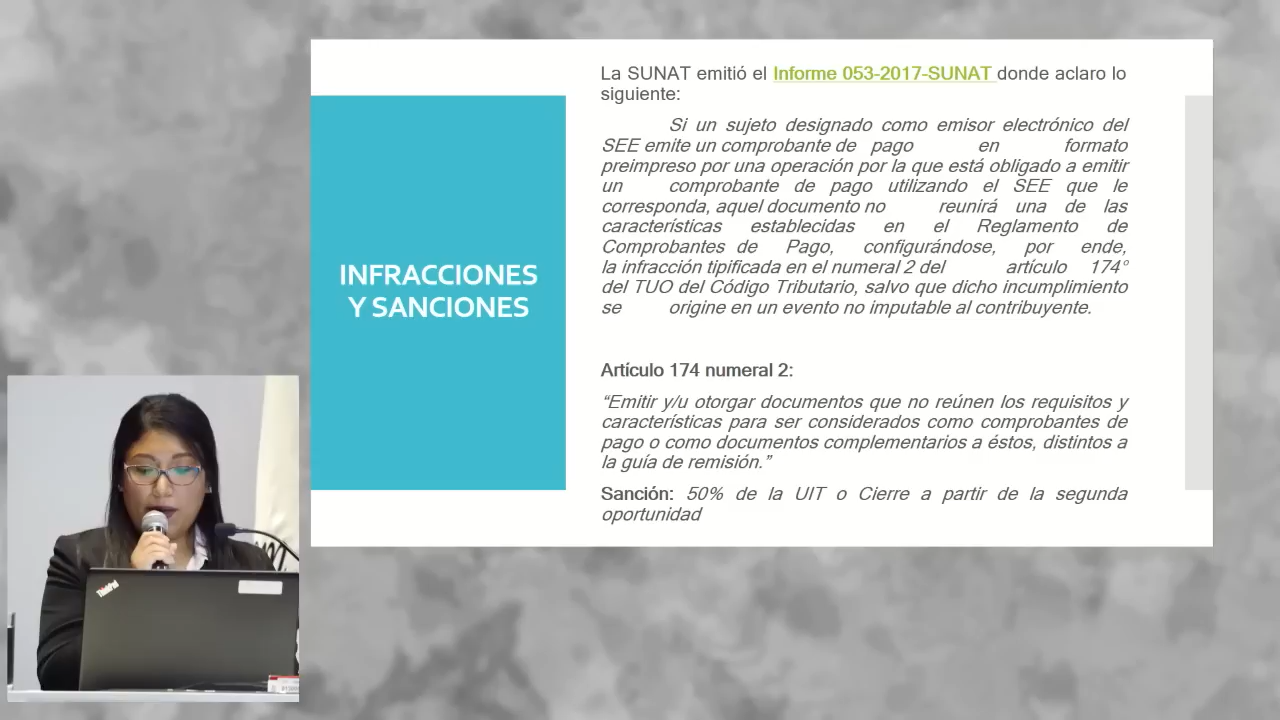 La SUNAT emitió el Informe 053-2017-SUNAT donde aclaro lo
siguiente:
Si un sujeto designado como emisor electrónico del
SEE emite un comprobante de pago en formato
preimpreso por una operación por la que está obligado a emitir
un comprobante de pago utilizando el SEE que le
corresponda, aquel documento no reunirá una de las
características establecidas en el Reglamento de
Comprobantes de Pago, configurándose, por ende,
la infracción tipificada en el numeral 2 del artículo 174°
del TUO del Código Tributario, salvo que dicho incumplimiento
se origine en un evento no imputable al contribuyente.
INFRACCIONES
Y SANCIONES
Artículo 174 numeral 2:
“Emitir y/u otorgar documentos que no reúnen los requisitos y
características para ser considerados como comprobantes de
pago o como documentos complementarios a éstos, distintos a
la guía de remisión.”
Sanción: 50% de la UIT o Cierre a partir de la segunda
oportunidad